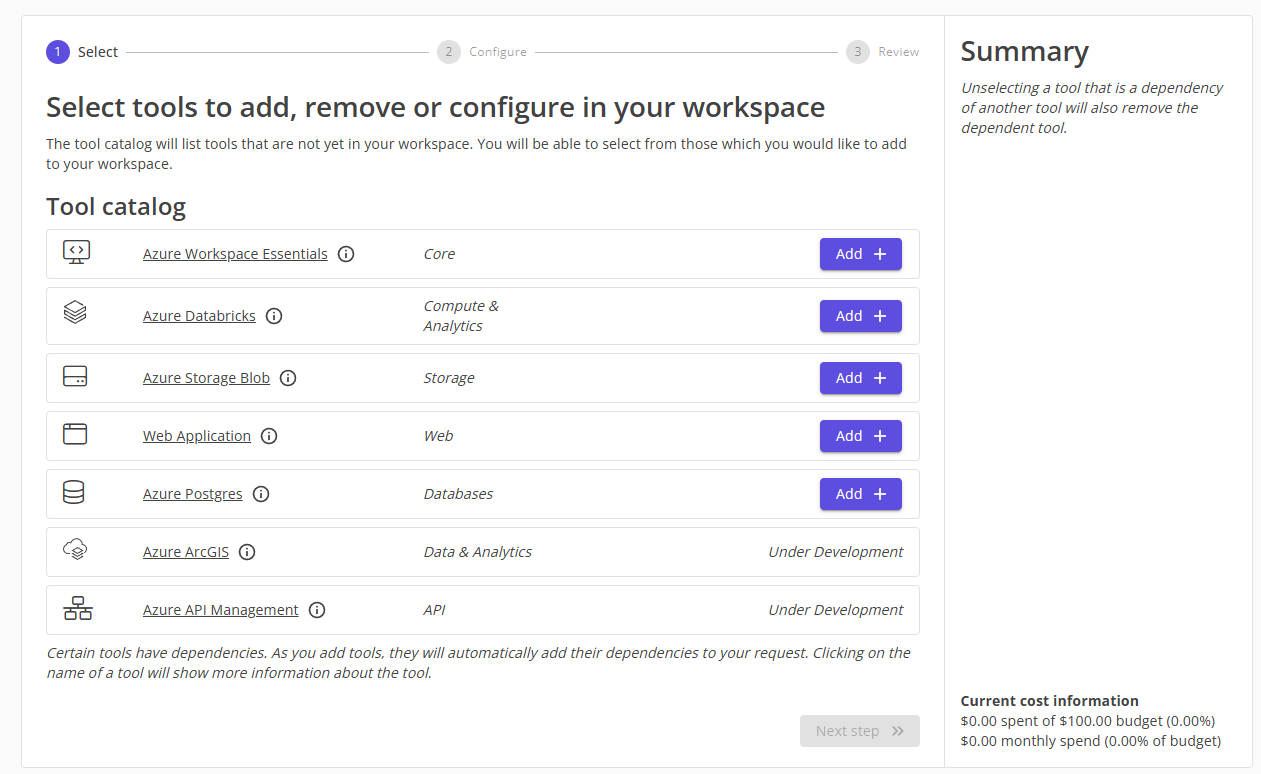 1 Select
2 Configure
3 Review
Select tools to add, remove or configure in your workspace
The tool catalog will list tools that are not yet in your workspace. You will be able to select from those which you would like to add
to your workspace.
Tool catalog
Azure Workspace Essentials Core Add
Azure Databricks Compute &
Analytics Add
Azure Storage Blob Storage Add
Web Application Web Add
Azure Postgres Databases Add
Azure ArcGIS Data & Analytics Under Development
Azure API Management API Under Development
Certain tools have dependencies. As you add tools, they will automatically add their dependencies to your request. Clicking on the
name of a tool will show more information about the tool.
Next step
Summary
Unselecting a tool that is a dependency
of another tool will also remove the
dependent tool.
Current cost information
$0.00 spent of $100.00 budget (0.00%)
$0.00 monthly spend (0.00% of budget)